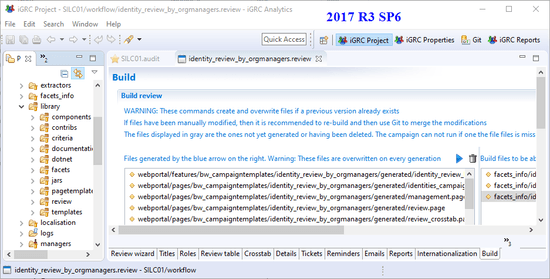 iGRC Project - SILC01/workflow/identity_review_by_orgmanagers.review - iGRC Analytics
2017 R3 SP6
File Edit Search Window Help
Quick Access
iGRC Project iGRC Properties Git iGRC Reports
P
SILC01.audit
identity_review_by_orgmanagers.review
extractors
facets_info
library
components
contribs
criteria
documentation
dotnet
facets
jars
pagetemplate
review
templates
localisation
logs
managers
Build
Build review
WARNING: These commands create and overwrite files if a previous version already exists
If files have been manually modified, then it is recommended to re-build and then use Git to merge the modifications
The files displayed in gray are the ones not yet generated or having been deleted. The campaign can not run if one the file files is miss
Files generated by the blue arrow on the right. Warning: These files are overwritten on every generation
Build files to be a
webportal/features/bw_campaigntemplates/identity_review_by_orgmanagers/generated/identity_
webportal/pages/bw_campaigntemplates/identity_review_by_orgmanagers/generated/identities_campaig
webportal/pages/bw_campaigntemplates/identity_review_by_orgmanagers/generated/management.page
webportal/pages/bw_campaigntemplates/identity_review_by_orgmanagers/generated/review.page
webportal/pages/bw_campaigntemplates/identity_review_by_orgmanagers/generated/review_crosstab.pa
facets_info/id
facets_info/id
facets_info/id
Review wizard Titles Roles Review table Crosstab Details Tickets Reminders Emails Reports Internationalization Build
identity_review_by_orgmanagers.review - SILC01/workflow